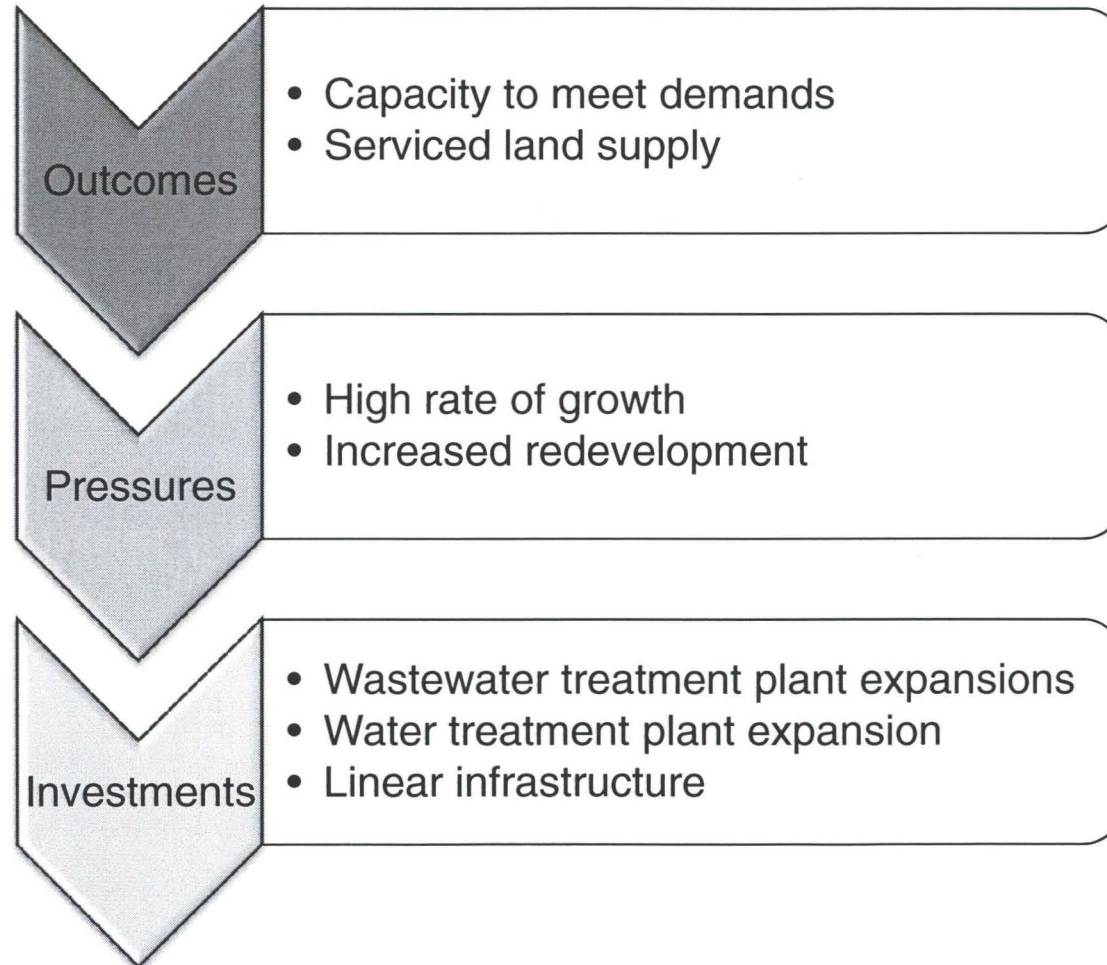 Outcomes
• Capacity to meet demands
• Serviced land supply
Pressures
• High rate of growth
• Increased redevelopment
Investments
• Wastewater treatment plant expansions
• Water treatment plant expansion
• Linear infrastructure